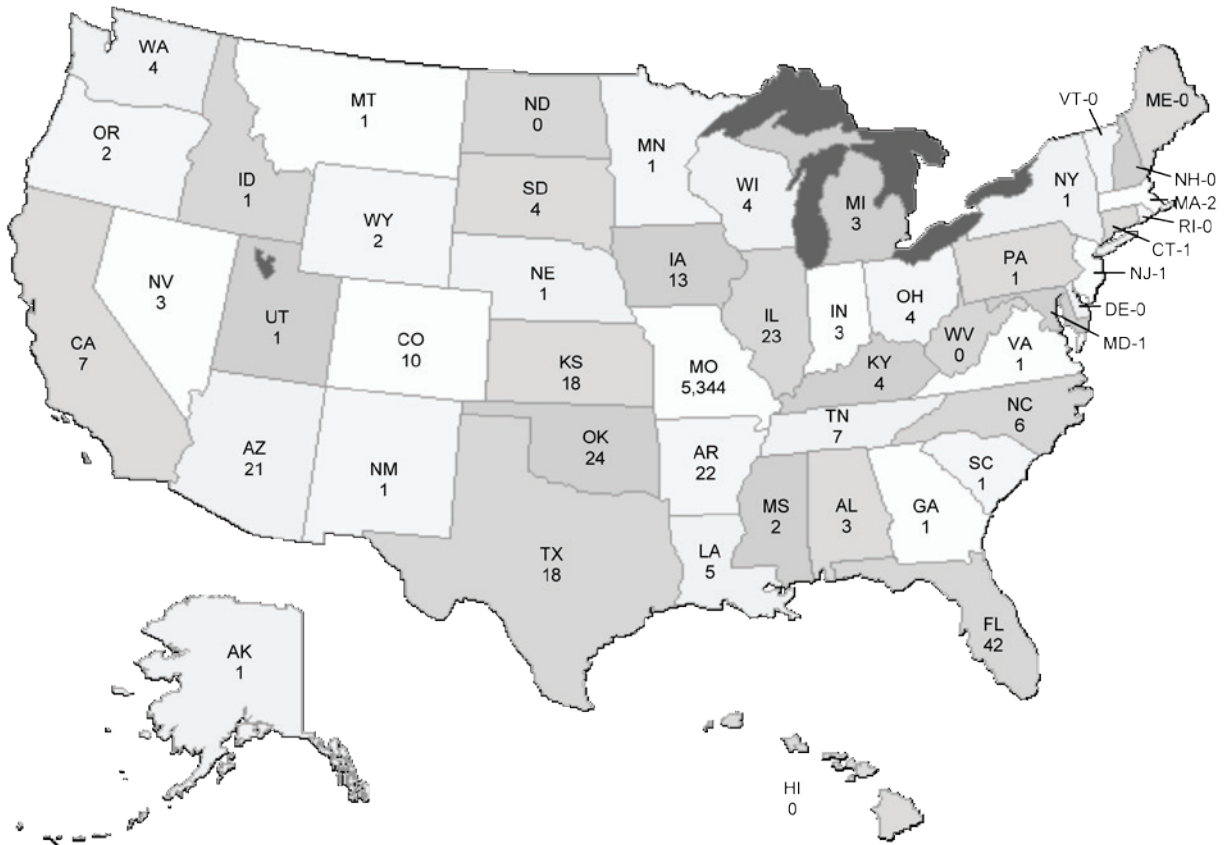 WA
4
MT
1
ND
0
MN
1
VT-0
ME-0
OR
2
ID
1
SD
4
WI
4
MI
3
NY
1
NH-0
MA-2
RI-0
CT-1
WY
2
IA
13
PA
1
NJ-1
NV
3
NE
1
IL
23
IN
3
OH
4
DE-0
MD-1
CA
7
UT
1
CO
10
KS
18
MO
5,344
KY
4
WV
0
VA
1
AZ
21
NM
1
OK
24
AR
22
TN
7
NC
6
SC
1
TX
18
LA
5
MS
2
AL
3
GA
1
FL
42
AK
1
HI
0